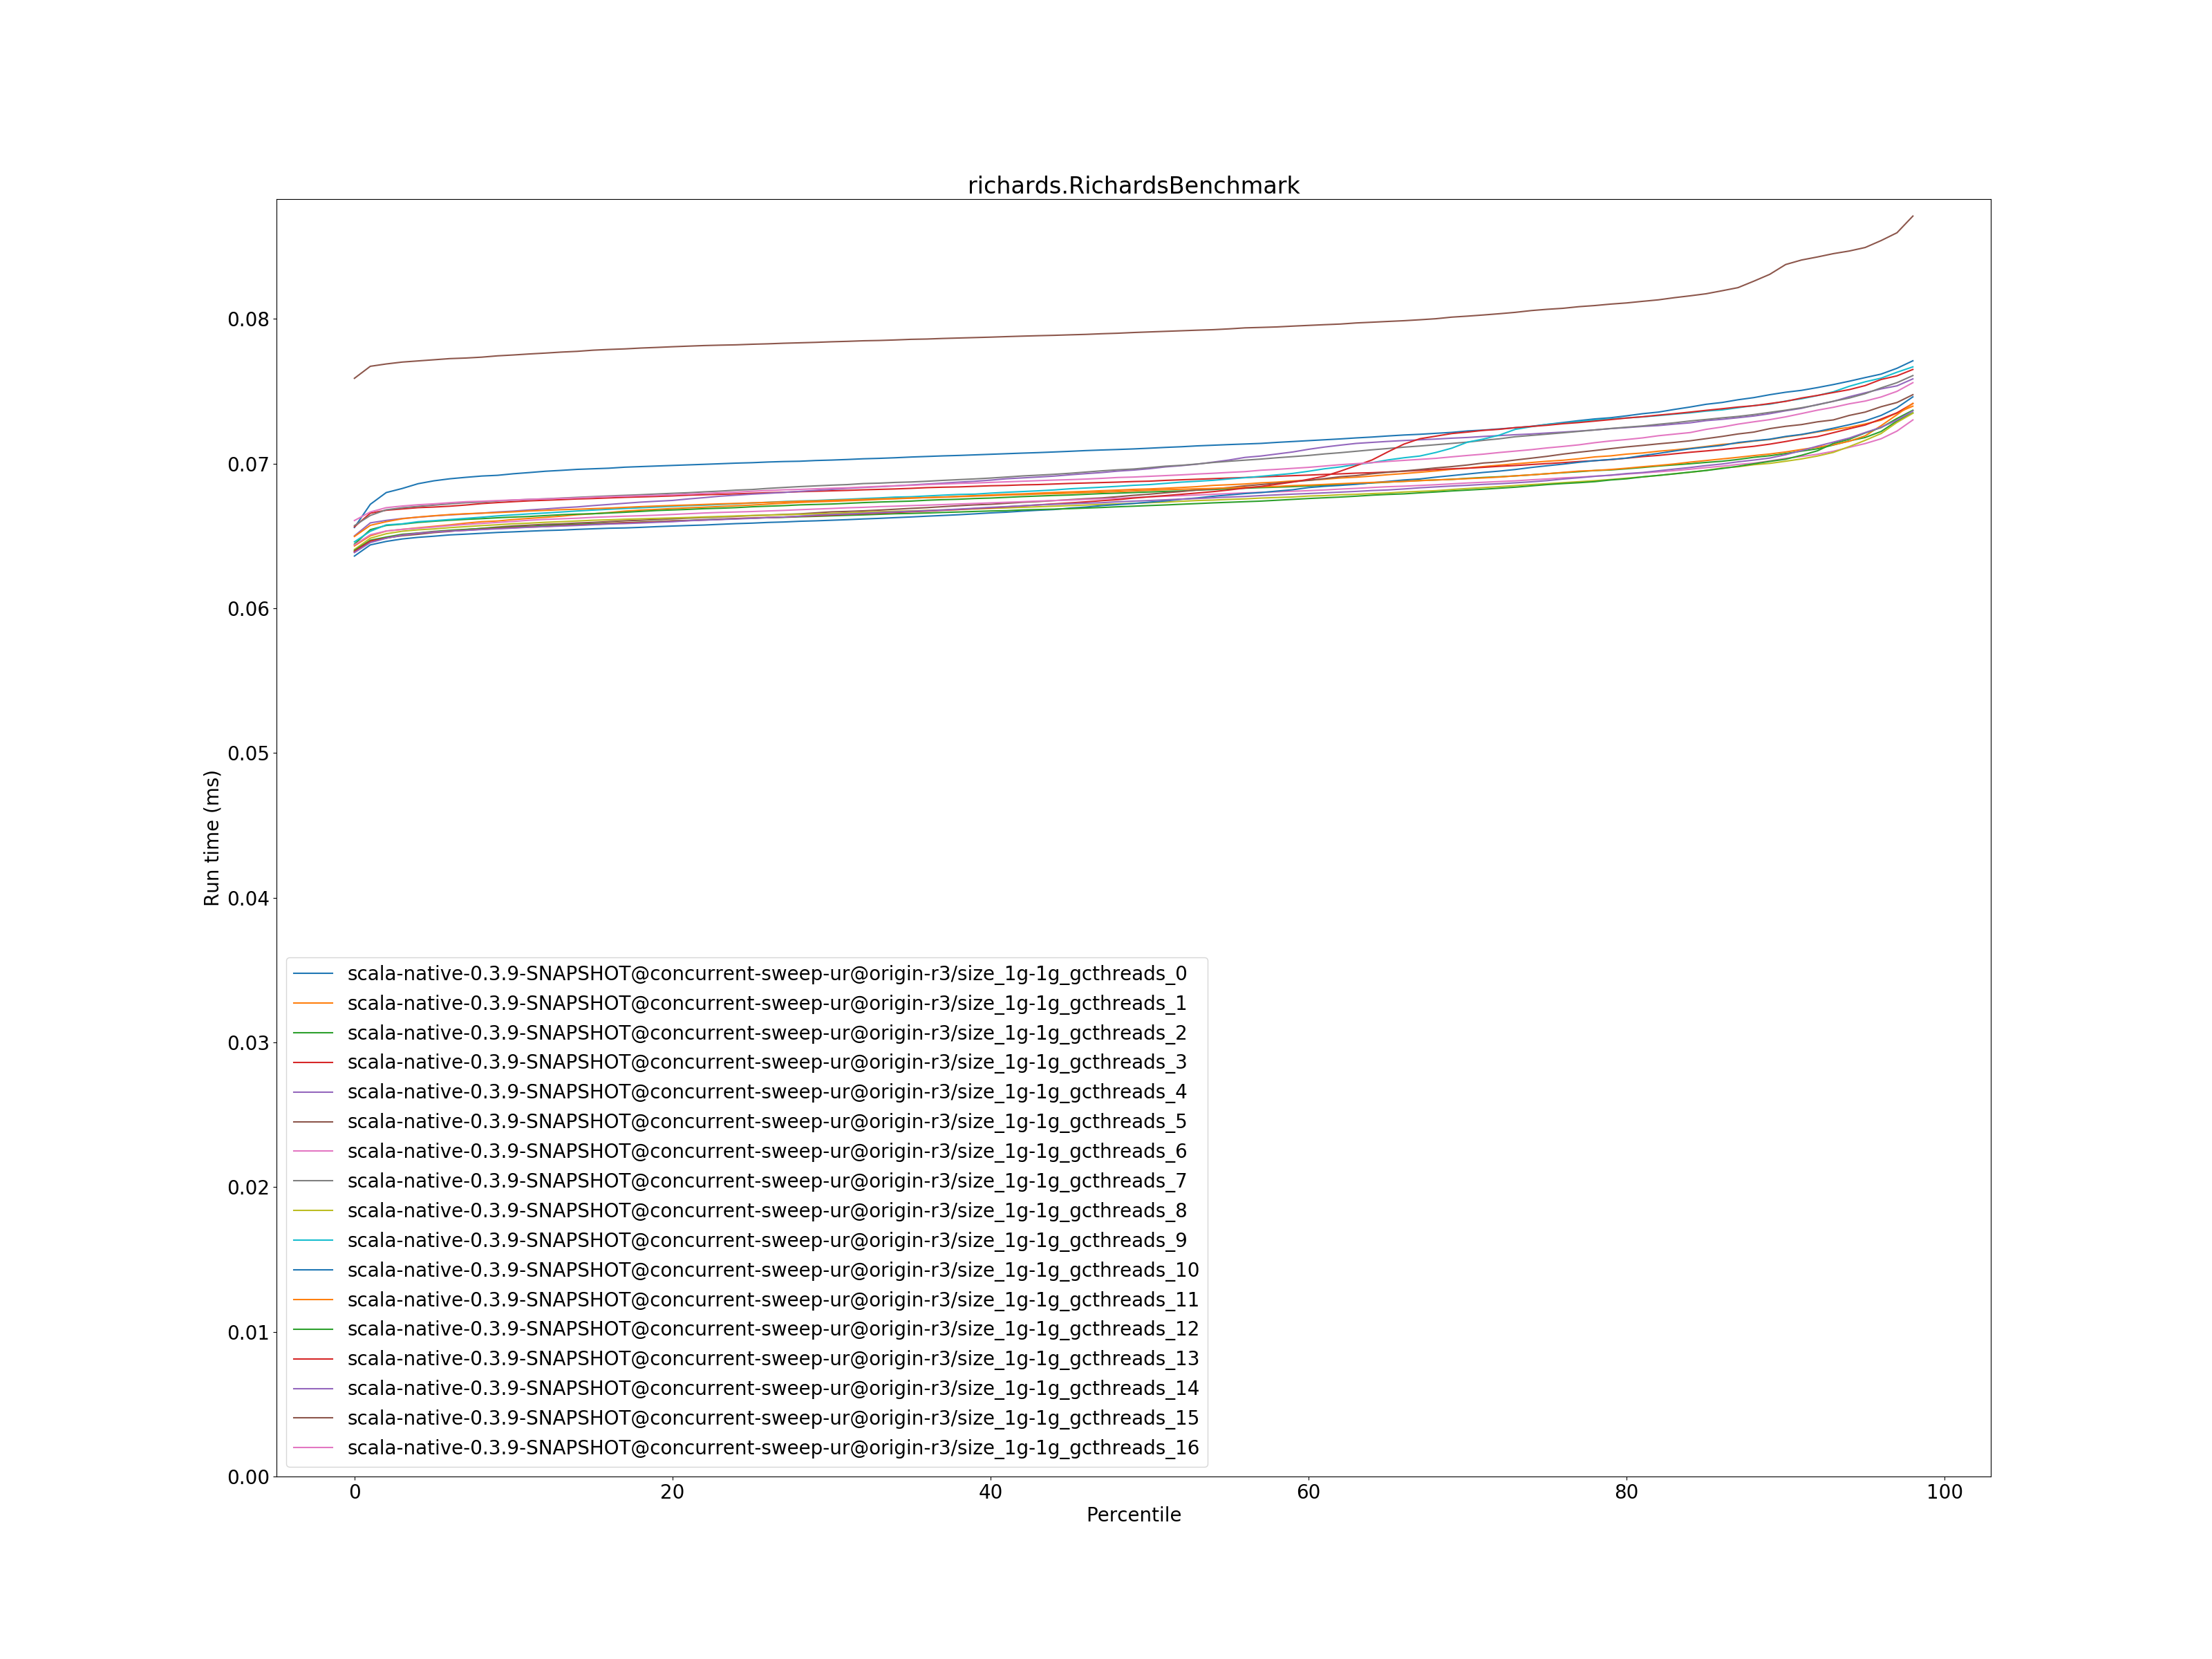 richards.RichardsBenchmark
Run time (ms)
0.08
0.07
0.06
0.05
0.04
0.03
0.02
0.01
0.00
scala-native-0.3.9-SNAPSHOT@concurrent-sweep-ur@origin-r3/size_1g-1g_gcthreads_0
scala-native-0.3.9-SNAPSHOT@concurrent-sweep-ur@origin-r3/size_1g-1g_gcthreads_1
scala-native-0.3.9-SNAPSHOT@concurrent-sweep-ur@origin-r3/size_1g-1g_gcthreads_2
scala-native-0.3.9-SNAPSHOT@concurrent-sweep-ur@origin-r3/size_1g-1g_gcthreads_3
scala-native-0.3.9-SNAPSHOT@concurrent-sweep-ur@origin-r3/size_1g-1g_gcthreads_4
scala-native-0.3.9-SNAPSHOT@concurrent-sweep-ur@origin-r3/size_1g-1g_gcthreads_5
scala-native-0.3.9-SNAPSHOT@concurrent-sweep-ur@origin-r3/size_1g-1g_gcthreads_6
scala-native-0.3.9-SNAPSHOT@concurrent-sweep-ur@origin-r3/size_1g-1g_gcthreads_7
scala-native-0.3.9-SNAPSHOT@concurrent-sweep-ur@origin-r3/size_1g-1g_gcthreads_8
scala-native-0.3.9-SNAPSHOT@concurrent-sweep-ur@origin-r3/size_1g-1g_gcthreads_9
scala-native-0.3.9-SNAPSHOT@concurrent-sweep-ur@origin-r3/size_1g-1g_gcthreads_10
scala-native-0.3.9-SNAPSHOT@concurrent-sweep-ur@origin-r3/size_1g-1g_gcthreads_11
scala-native-0.3.9-SNAPSHOT@concurrent-sweep-ur@origin-r3/size_1g-1g_gcthreads_12
scala-native-0.3.9-SNAPSHOT@concurrent-sweep-ur@origin-r3/size_1g-1g_gcthreads_13
scala-native-0.3.9-SNAPSHOT@concurrent-sweep-ur@origin-r3/size_1g-1g_gcthreads_14
scala-native-0.3.9-SNAPSHOT@concurrent-sweep-ur@origin-r3/size_1g-1g_gcthreads_15
scala-native-0.3.9-SNAPSHOT@concurrent-sweep-ur@origin-r3/size_1g-1g_gcthreads_16
0 20 40 60 80 100
Percentile